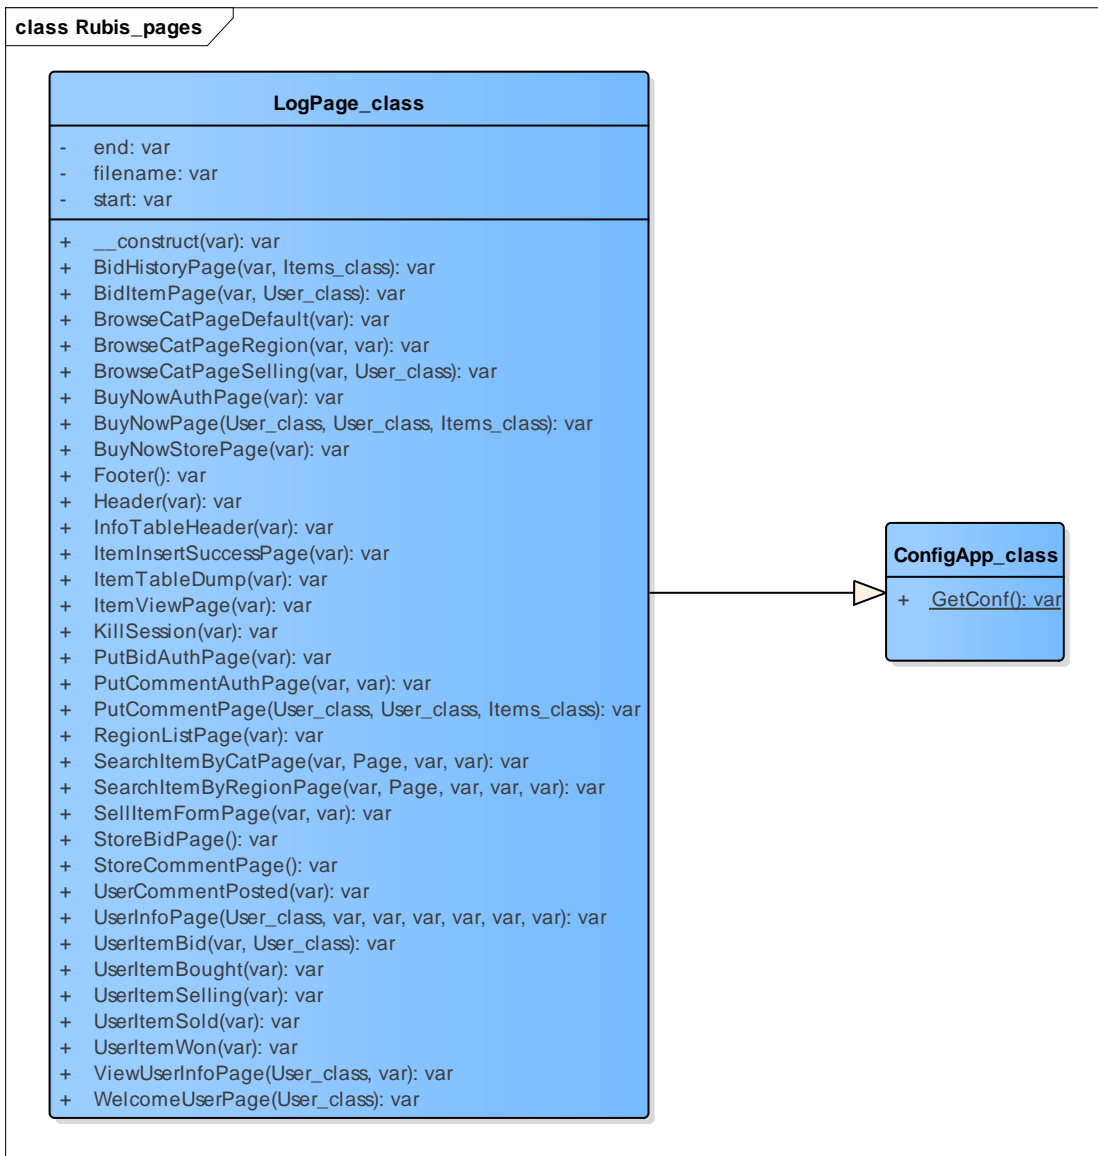 class Rubis_pages
LogPage_class
- end: var
- filename: var
- start: var
+ __construct(var): var
+ BidHistoryPage(var, Items_class): var
+ BidItemPage(var, User_class): var
+ BrowseCatPageDefault(var): var
+ BrowseCatPageRegion(var, var): var
+ BrowseCatPageSelling(var, User_class): var
+ BuyNowAuthPage(var): var
+ BuyNowPage(User_class, User_class, Items_class): var
+ BuyNowStorePage(var): var
+ Footer(): var
+ Header(var): var
+ InfoTableHeader(var): var
+ ItemInsertSuccessPage(var): var
+ ItemTableDump(var): var
+ ItemViewPage(var): var
+ KillSession(var): var
+ PutBidAuthPage(var): var
+ PutCommentAuthPage(var, var): var
+ PutCommentPage(User_class, User_class, Items_class): var
+ RegionListPage(var): var
+ SearchItemByCatPage(var, Page, var, var): var
+ SearchItemByRegionPage(var, Page, var, var, var): var
+ SellItemFormPage(var, var): var
+ StoreBidPage(): var
+ StoreCommentPage(): var
+ UserCommentPosted(var): var
+ UserInfoPage(User_class, var, var, var, var, var, var): var
+ UserItemBid(var, User_class): var
+ UserItemBought(var): var
+ UserItemSelling(var): var
+ UserItemSold(var): var
+ UserItemWon(var): var
+ ViewUserInfoPage(User_class, var): var
+ WelcomeUserPage(User_class): var
ConfigApp_class
+ GetConf(): var